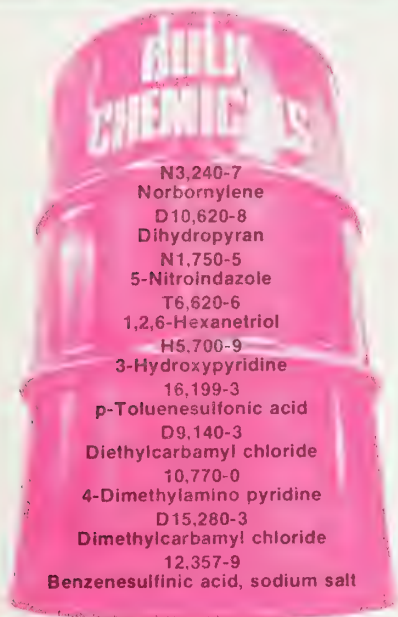 bulk
CHEMICALS
N3,240-7
Norbornylene
D10,620-8
Dihydropyran
N1,750-5
5-Nitroindazole
T6,620-6
1,2,6-Hexanetriol
H5,700-9
3-Hydroxypyridine
16,199-3
p-Toluenesulfonic acid
D9,140-3
Diethylcarbamyl chloride
10,770-0
4-Dimethylamino pyridine
D15,280-3
Dimethylcarbamyl chloride
12,357-9
Benzenesulfinic acid, sodium salt